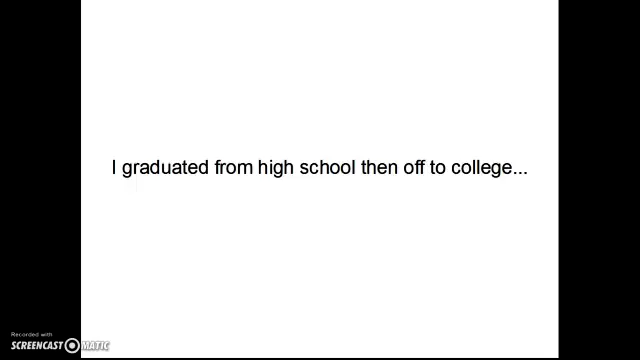 I graduated from high school then off to college...
Recorded with
SCREENCAST MATIC